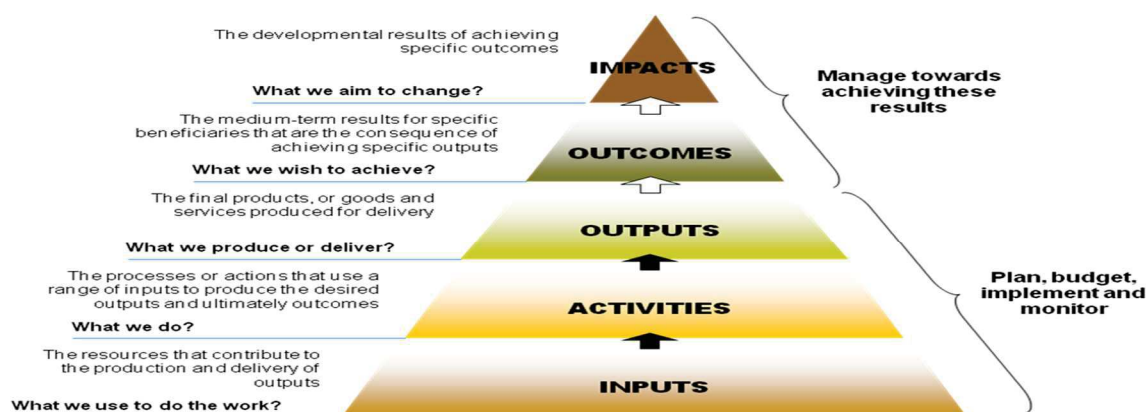 The developmental results of achieving
specific outcomes
IMPACTS
What we aim to change?
Manage towards
achieving these
results
The medium-term results for specific
beneficiaries that are the consequence of
achieving specific outputs
OUTCOMES
What we wish to achieve?
The final products, or goods and
services produced for delivery
OUTPUTS
What we produce or deliver?
The processes or actions that use a
range of inputs to produce the desired
outputs and ultimately outcomes
ACTIVITIES
What we do?
Plan, budget,
implement and
monitor
The resources that contribute to
the production and delivery of
outputs
INPUTS
What we use to do the work?